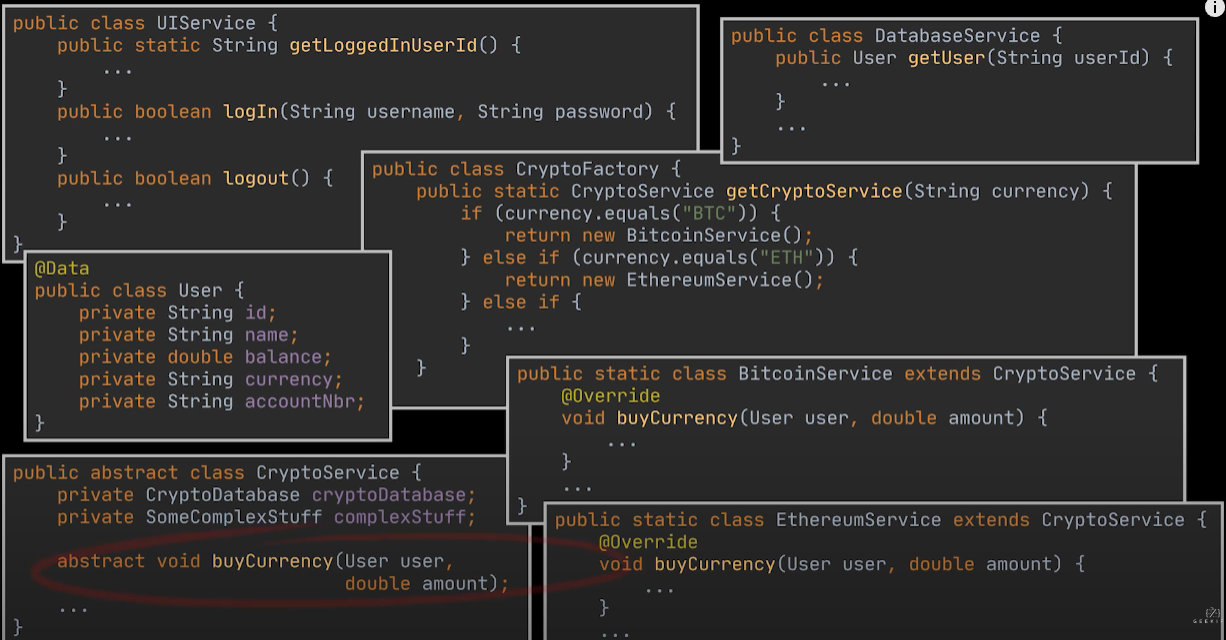 public class UIService {
public static String getLoggedInUserId() {
...
}
public boolean logIn(String username, String password) {
...
}
public boolean logout() {
...
}
}
public class DatabaseService {
public User getUser(String userId) {
...
}
...
}
public class CryptoFactory {
public static CryptoService getCryptoService(String currency) {
if (currency.equals("BTC")) {
return new BitcoinService();
} else if (currency.equals("ETH")) {
return new EthereumService();
} else if {
...
}
}
@Data
public class User {
private String id;
private String name;
private double balance;
private String currency;
private String accountNbr;
}
public static class BitcoinService extends CryptoService {
@Override
void buyCurrency(User user, double amount) {
...
}
...
}
public abstract class CryptoService {
private CryptoDatabase cryptoDatabase;
private SomeComplexStuff complexStuff;
abstract void buyCurrency(User user,
double amount);
...
}
public static class EthereumService extends CryptoService {
@Override
void buyCurrency(User user, double amount) {
...
}
...